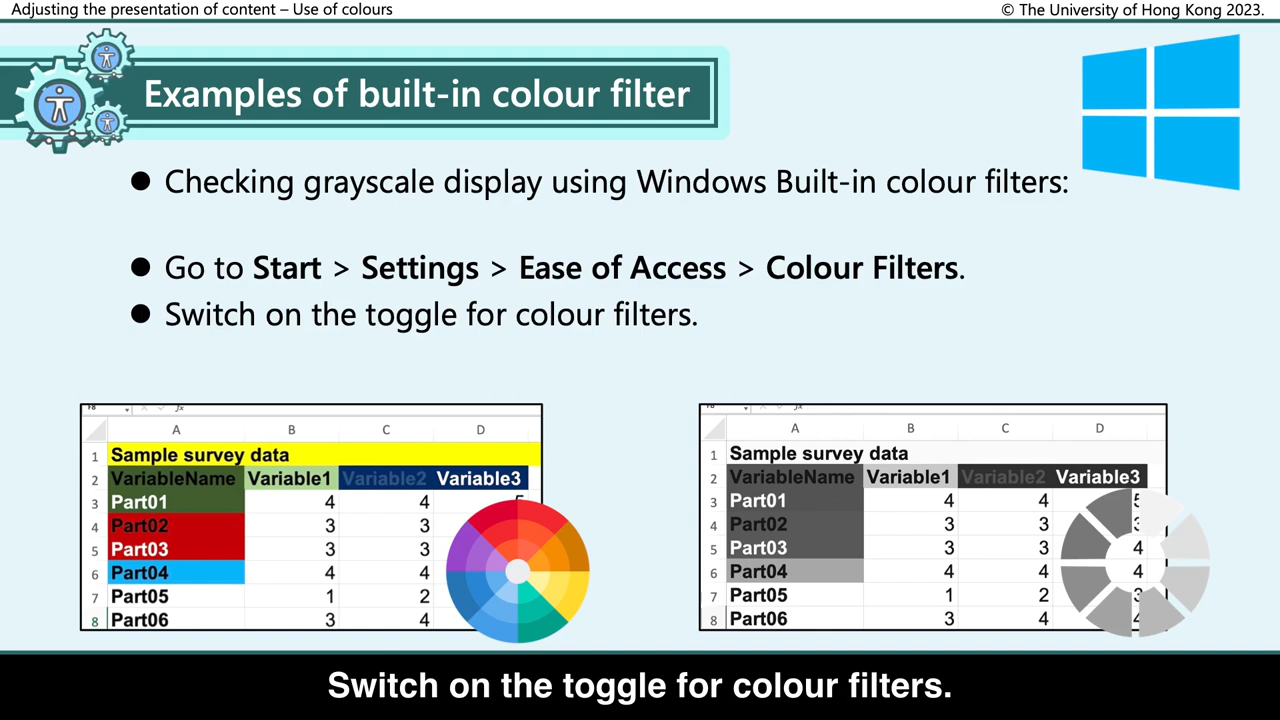 Adjusting the presentation of content – Use of colours
© The University of Hong Kong 2023.
Examples of built-in colour filter
● Checking grayscale display using Windows Built-in colour filters:
● Go to Start > Settings > Ease of Access > Colour Filters.
● Switch on the toggle for colour filters.
A B C D
1 Sample survey data
2 VariableName Variable1 Variable2 Variable3
3 Part01 4 4 5
4 Part02 3 3
5 Part03 3 3
6 Part04 4 4
7 Part05 1 2
8 Part06 3 4
A B C D
1 Sample survey data
2 VariableName Variable1 Variable2 Variable3
3 Part01 4 4 5
4 Part02 3 3
5 Part03 3 3 4
6 Part04 4 4 4
7 Part05 1 2 3
8 Part06 3 4 4
Switch on the toggle for colour filters.